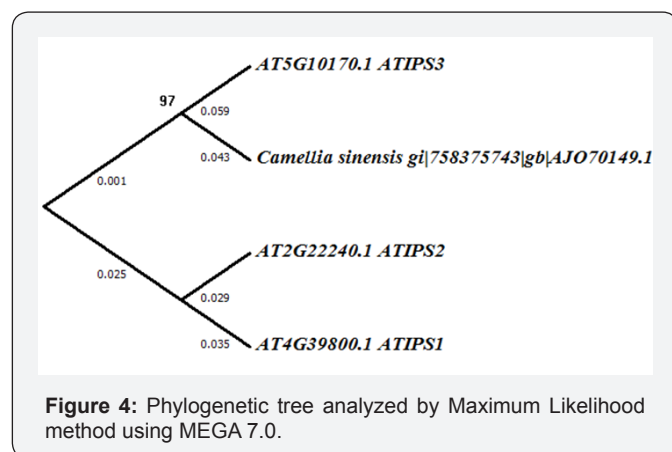 AT5G10170.1 ATIPS3
97
0.059
0.043
Camellia sinensis gi|758375743|gb|AJO70149.1
0.001
AT2G22240.1 ATIPS2
0.025
0.029
0.035
AT4G39800.1 ATIPS1
Figure 4: Phylogenetic tree analyzed by Maximum Likelihood
method using MEGA 7.0.